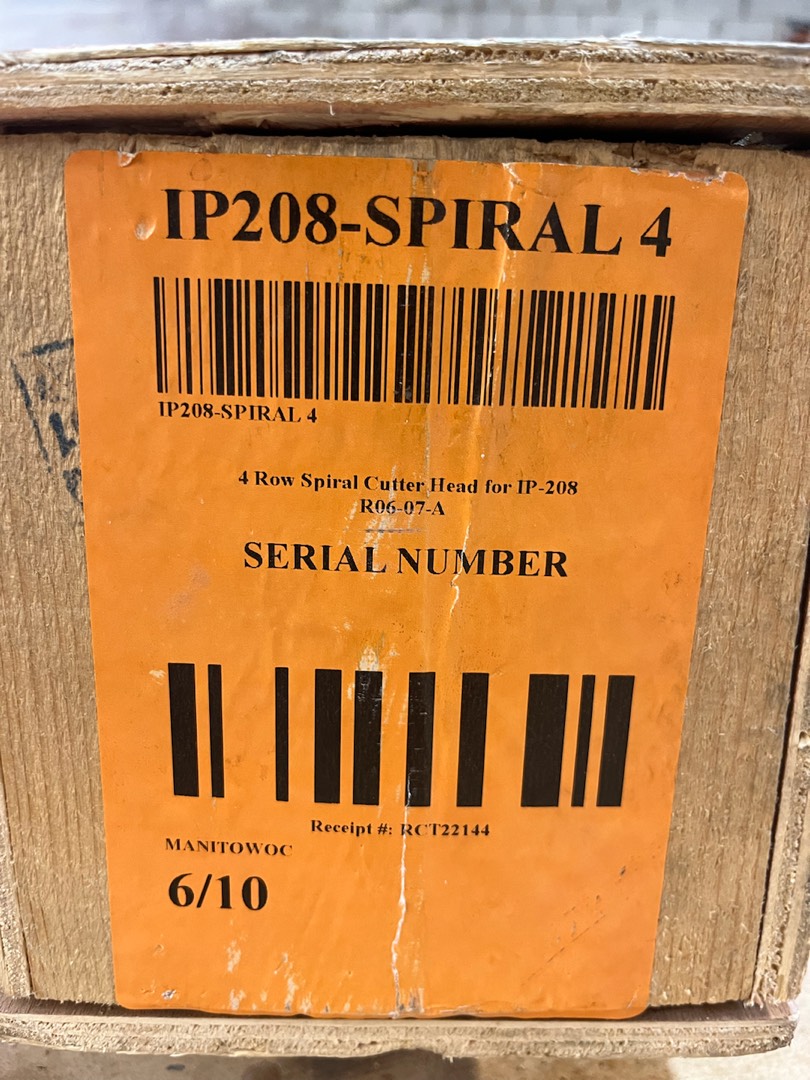 IP208-SPIRAL 4
IP208-SPIRAL 4
4 Row Spiral Cutter Head for IP-208
R06-07-A
SERIAL NUMBER
Receipt #: RCT22144
MANITOWOC
6/10